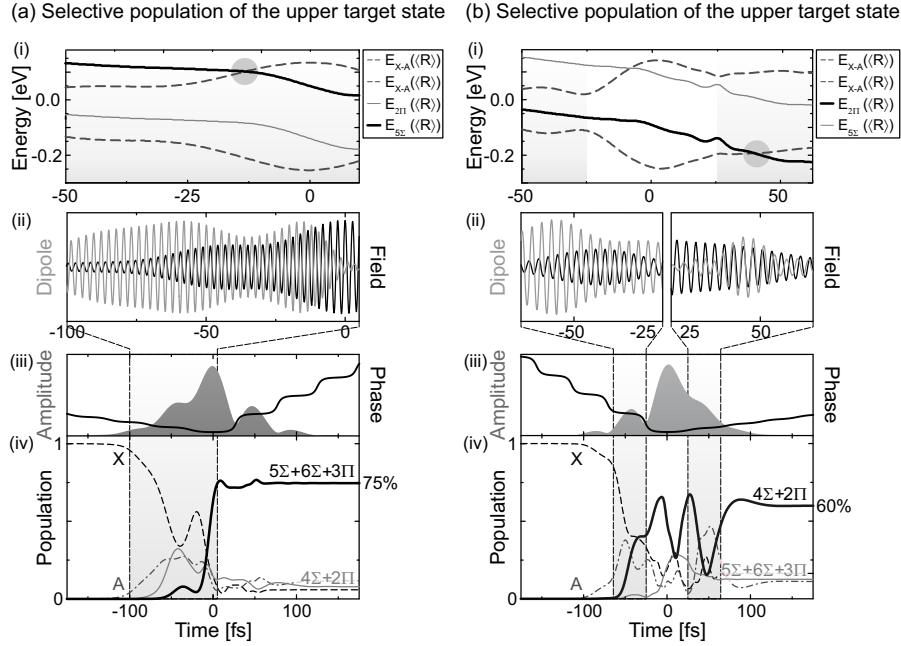 (a) Selective population of the upper target state
(b) Selective population of the upper target state
(i)
Energy [eV]
0.0
-0.2
-50
-25
0
E_X-A(⟨R⟩)
E_X-A(⟨R⟩)
E_2Π(⟨R⟩)
E_5Σ(⟨R⟩)
(ii)
Dipole
Field
-100
-50
0
(iii)
Amplitude
Phase
(iv)
Population
1
0
X
A
5Σ+6Σ+3Π
75%
4Σ+2Π
-100
0
100
Time [fs]
(i)
Energy [eV]
0.0
-0.2
-50
0
50
E_X-A(⟨R⟩)
E_X-A(⟨R⟩)
E_2Π(⟨R⟩)
E_5Σ(⟨R⟩)
(ii)
Dipole
Field
-50
-25
25
50
(iii)
Amplitude
Phase
(iv)
Population
1
0
X
A
4Σ+2Π
60%
5Σ+6Σ+3Π
-100
0
100
Time [fs]